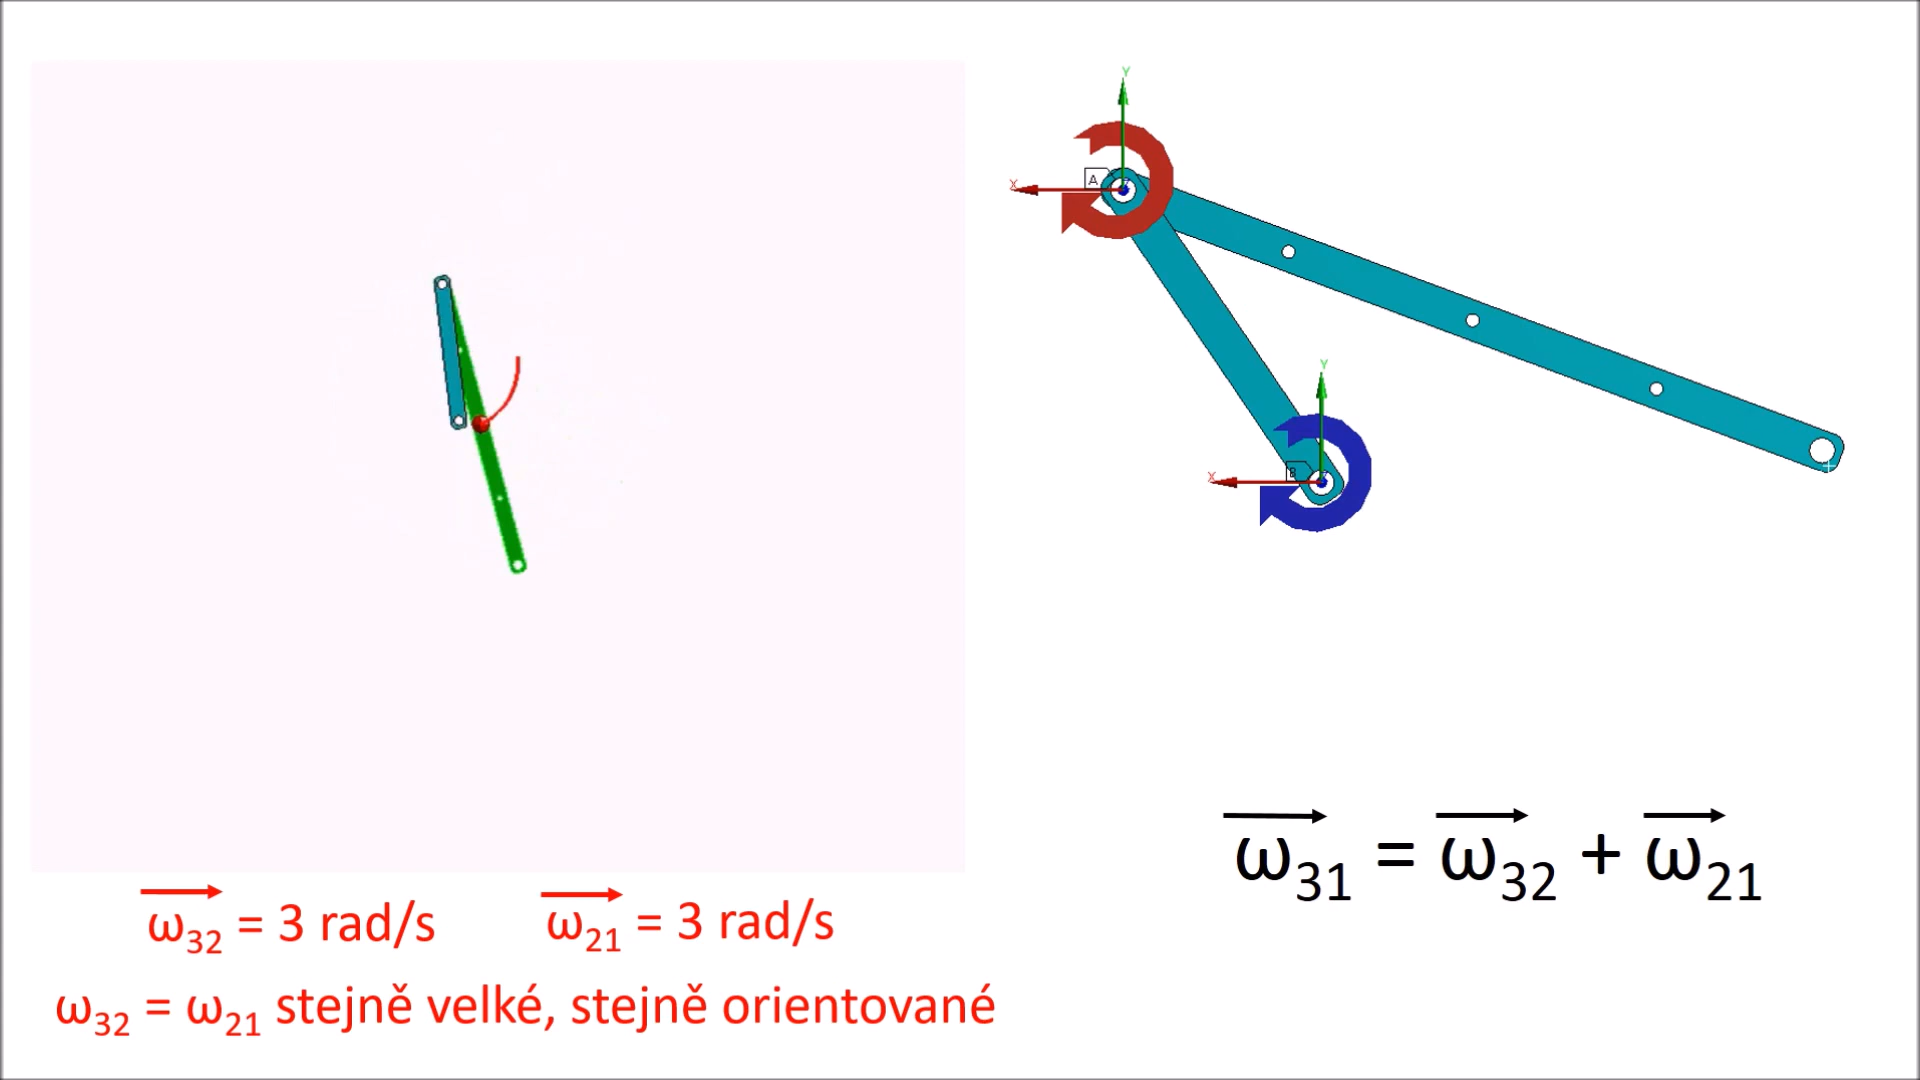 Y
X
A
Y
X
B
ω31 = ω32 + ω21
ω32 = 3 rad/s
ω21 = 3 rad/s
ω32 = ω21 stejně velké, stejně orientované